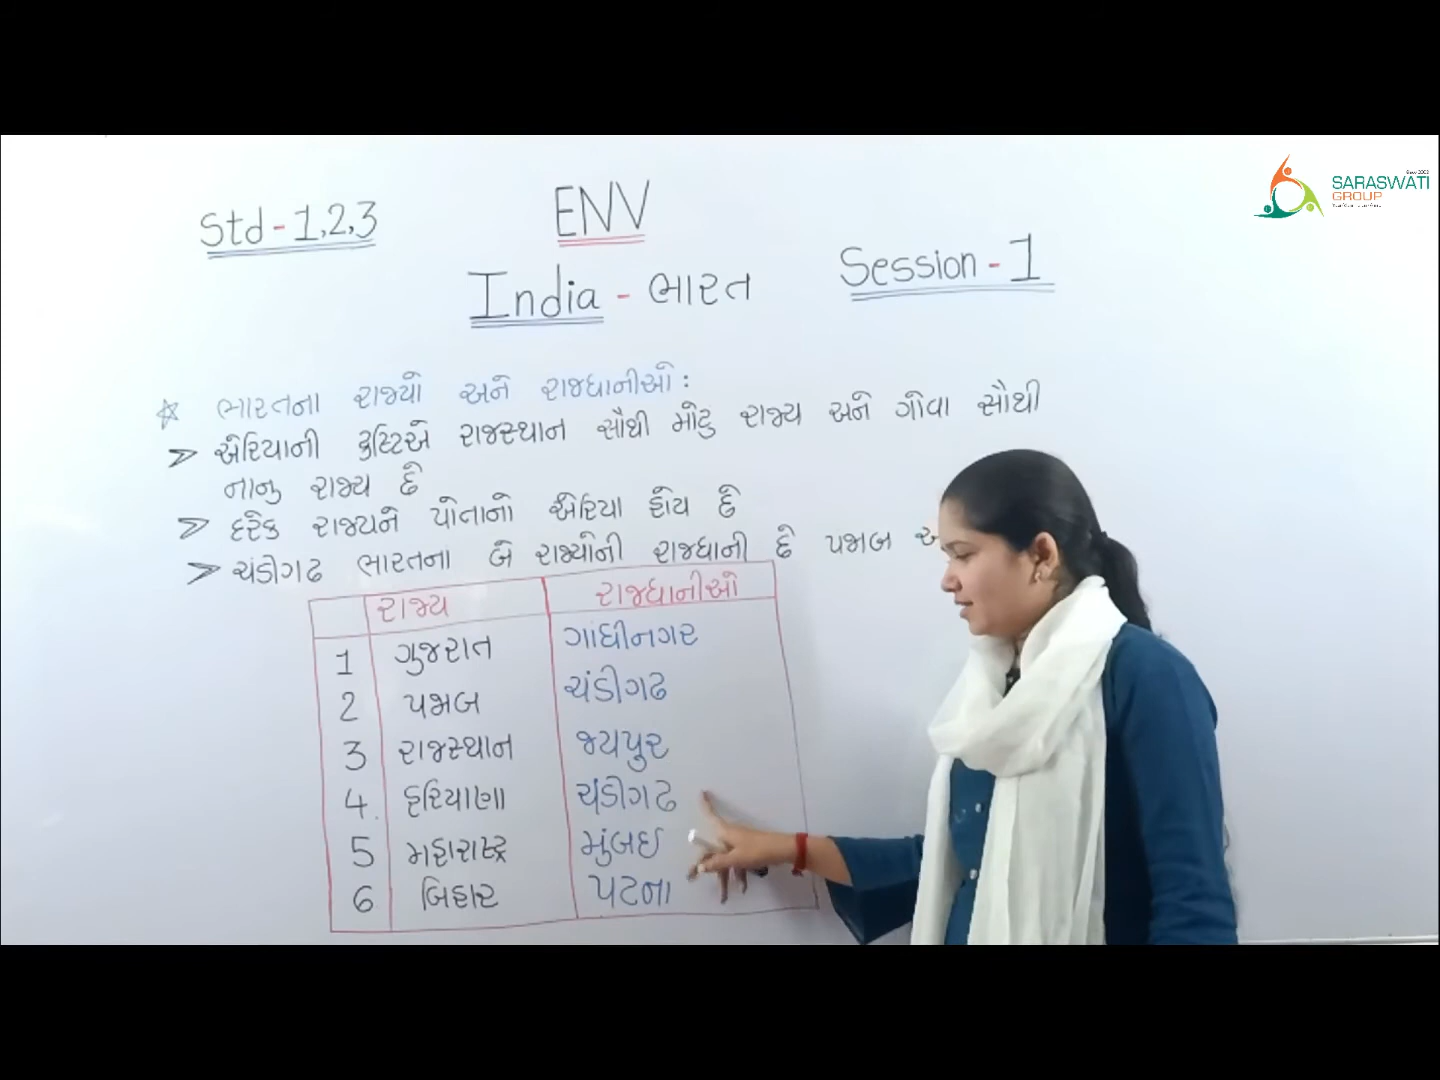 Std-1,2,3
ENV
India - ભારત
Session - 1
SARASWATI
GROUP
☆ ભારતના રાજ્યો અને રાજધાનીઓ :
➢ એરિયાની દ્રષ્ટિએ રાજસ્થાન સૌથી મોટુ રાજ્ય અને ગોવા સૌથી
નાનુ રાજ્ય છે
➢ દરેક રાજ્યને પોતાનો એરિયા હોય છે
➢ ચંડીગઢ ભારતના બે રાજ્યોની રાજધાની છે પંજાબ અ
રાજ્ય રાજધાનીઓ
1 ગુજરાત ગાંધીનગર
2 પંજાબ ચંડીગઢ
3 રાજસ્થાન જયપુર
4. હરિયાણા ચંડીગઢ
5 મહારાષ્ટ્ર મુંબઈ
6 બિહાર પટના